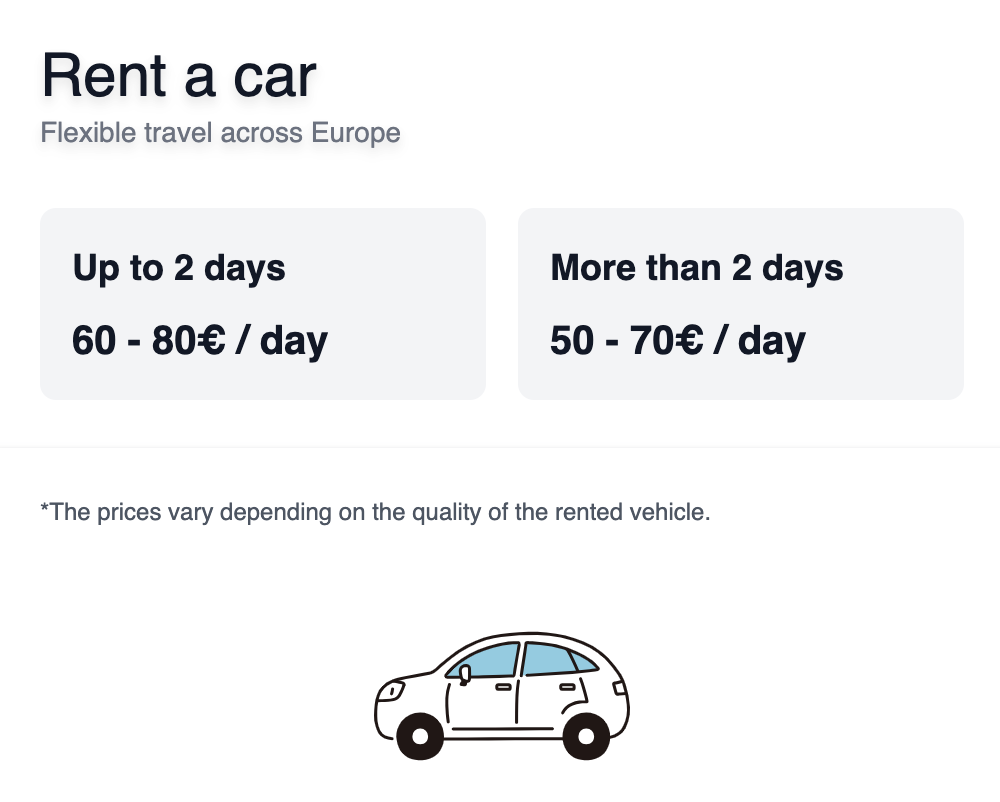 Rent a car
Flexible travel across Europe
Up to 2 days
60 - 80€ / day
More than 2 days
50 - 70€ / day
*The prices vary depending on the quality of the rented vehicle.